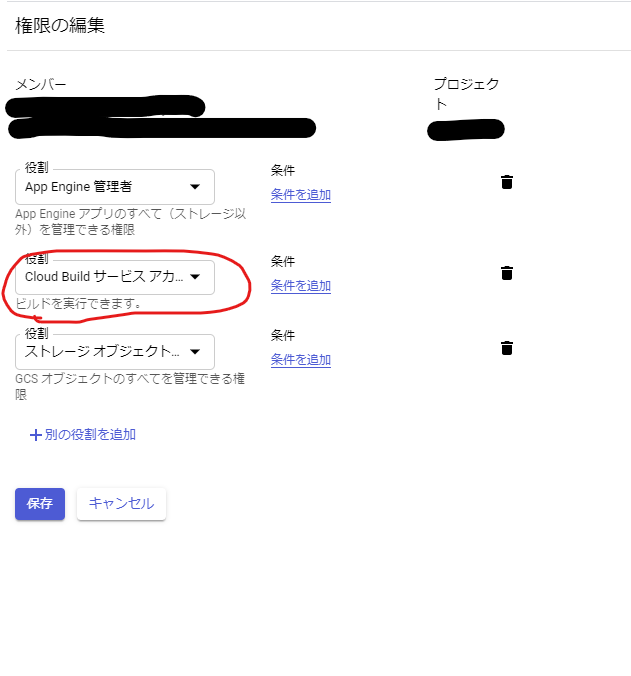 権限の編集
メンバー
プロジェク
ト
役割
App Engine 管理者
条件
条件を追加
App Engine アプリのすべて（ストレージ以
外）を管理できる権限
役割
Cloud Build サービス アカ...
条件
条件を追加
ビルドを実行できます。
役割
ストレージ オブジェクト...
条件
条件を追加
GCS オブジェクトのすべてを管理できる権
限
+ 別の役割を追加
保存
キャンセル